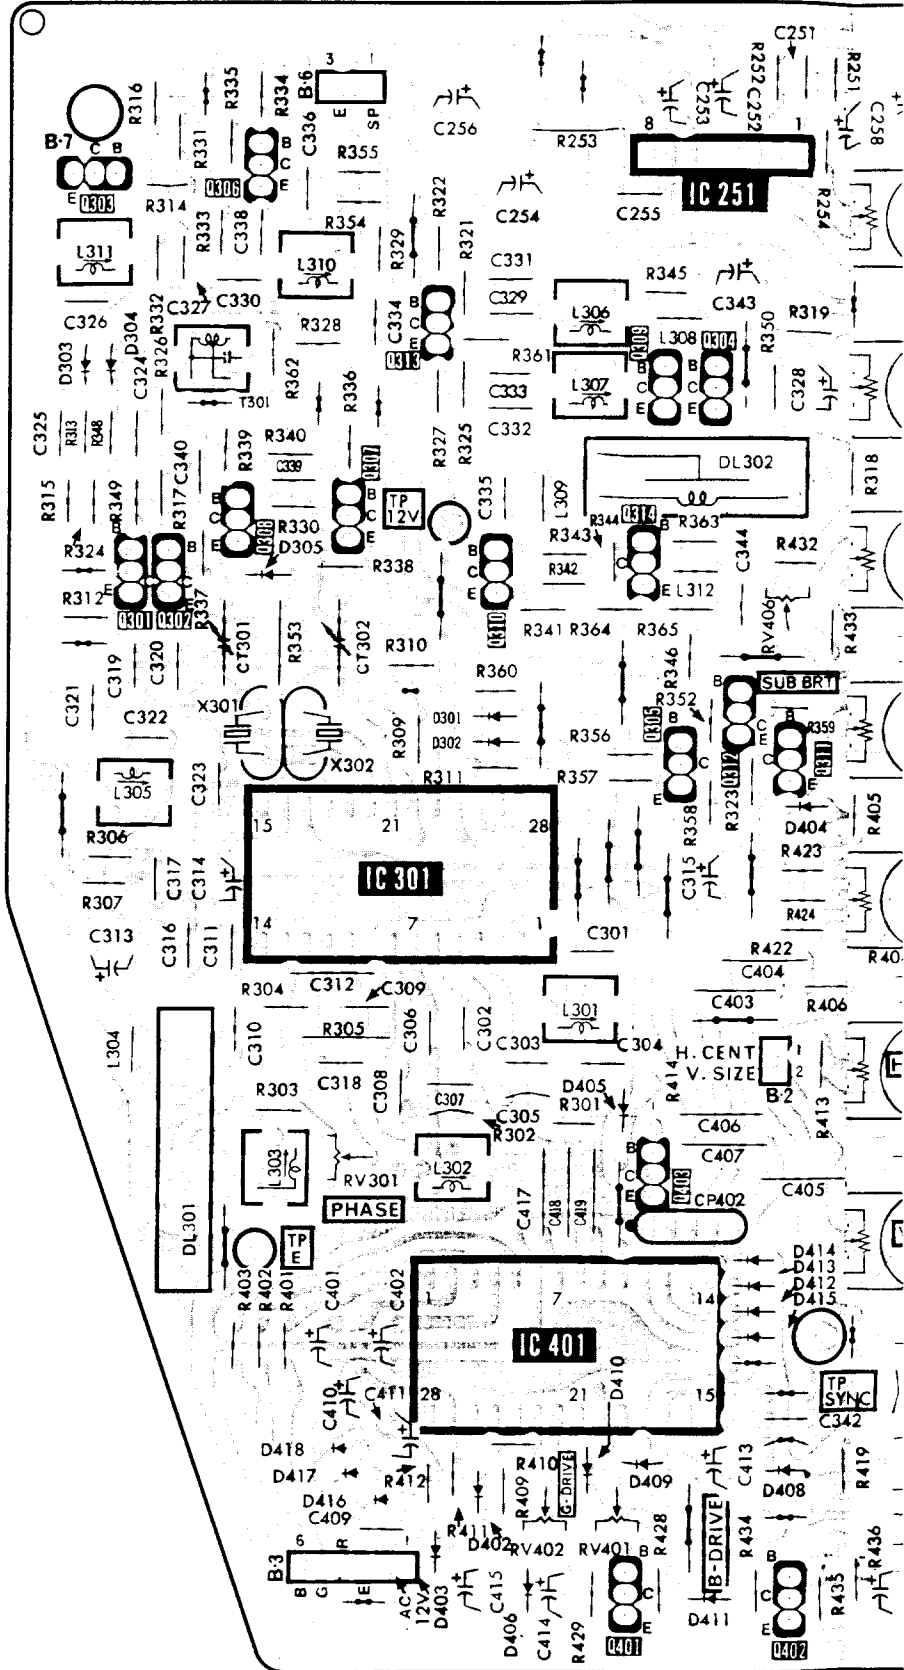 C251
3 1
R316 R335 R334 B·6 R252 C252 R251
E SP C336 C256 C253 8 1 C258
B·7 C B R331 B R253
C R355
E Q303 Q306 E R322 IC 251
R314 R333 C338 R354 C254 C255 R254
L311 R329 R321
L310 C331 R345
C327 C330 C329 C343
C326 R332 C334 B L306 R350 R319
D303 D304 R328 C Q309 L308 Q304
C324 R326 R362 Q313 E R361 B B
R336 L307 C C C328
C325 T301 C333 E E
R313 R348 C332
R339 R340 R327 R325
C340 C339 Q307 DL302 R318
R315 R349 R317 B TP 12V C335 L309
B R330 C R344 Q314 R363
R324 B E Q308 D305 E B R343 B C344 R432
C C R338 C R342 C
R312 E E R337 E E L312
Q301 Q302 Q310 R341 R364 R365 RV406 R433
C319 C320 CT301 R353 CT302 R310 R346
C321 R360 B SUB BRT
X301 D301 R352
C322 R309 D302 R356 Q305 B C B R359
X302 E Q312 C Q311
L305 C323 R311 R357 C E
E R358 R323 D404 R405
15 21 28
R306 R423
C317 C314 IC 301 C315
R307 R424
14 7 1
C313 C316 C311 C301 R422 R40
C404
R304 C312 C309 C403 R406
L304 C310 R305 C306 C302 L301
C303 C304 H. CENT 1
C318 V. SIZE 2
R303 C308 D405 R414 B·2 R413
C307 C305 R301 C406
R302 B C407
L303 RV301 L302 C
E Q403 CP402 C405
PHASE C417 C418 C419
DL301 TP E
R403 R402 R401 C401 C402 D414
D413
1 7 14 D412
D415
IC 401
D410
C410 C411 28 21 15 TP SYNC
C342
D418 R410 C413 R419
D417 R412 R409 G-DRIVE D409 D408
D416
C409 R411 D402 R428 B-DRIVE R434
6 R 1 RV402 RV401 B B R436
B-3 C C R435
B G E AC 12V D403 C415 D406 C414 R429 E D411 E
Q401 Q402